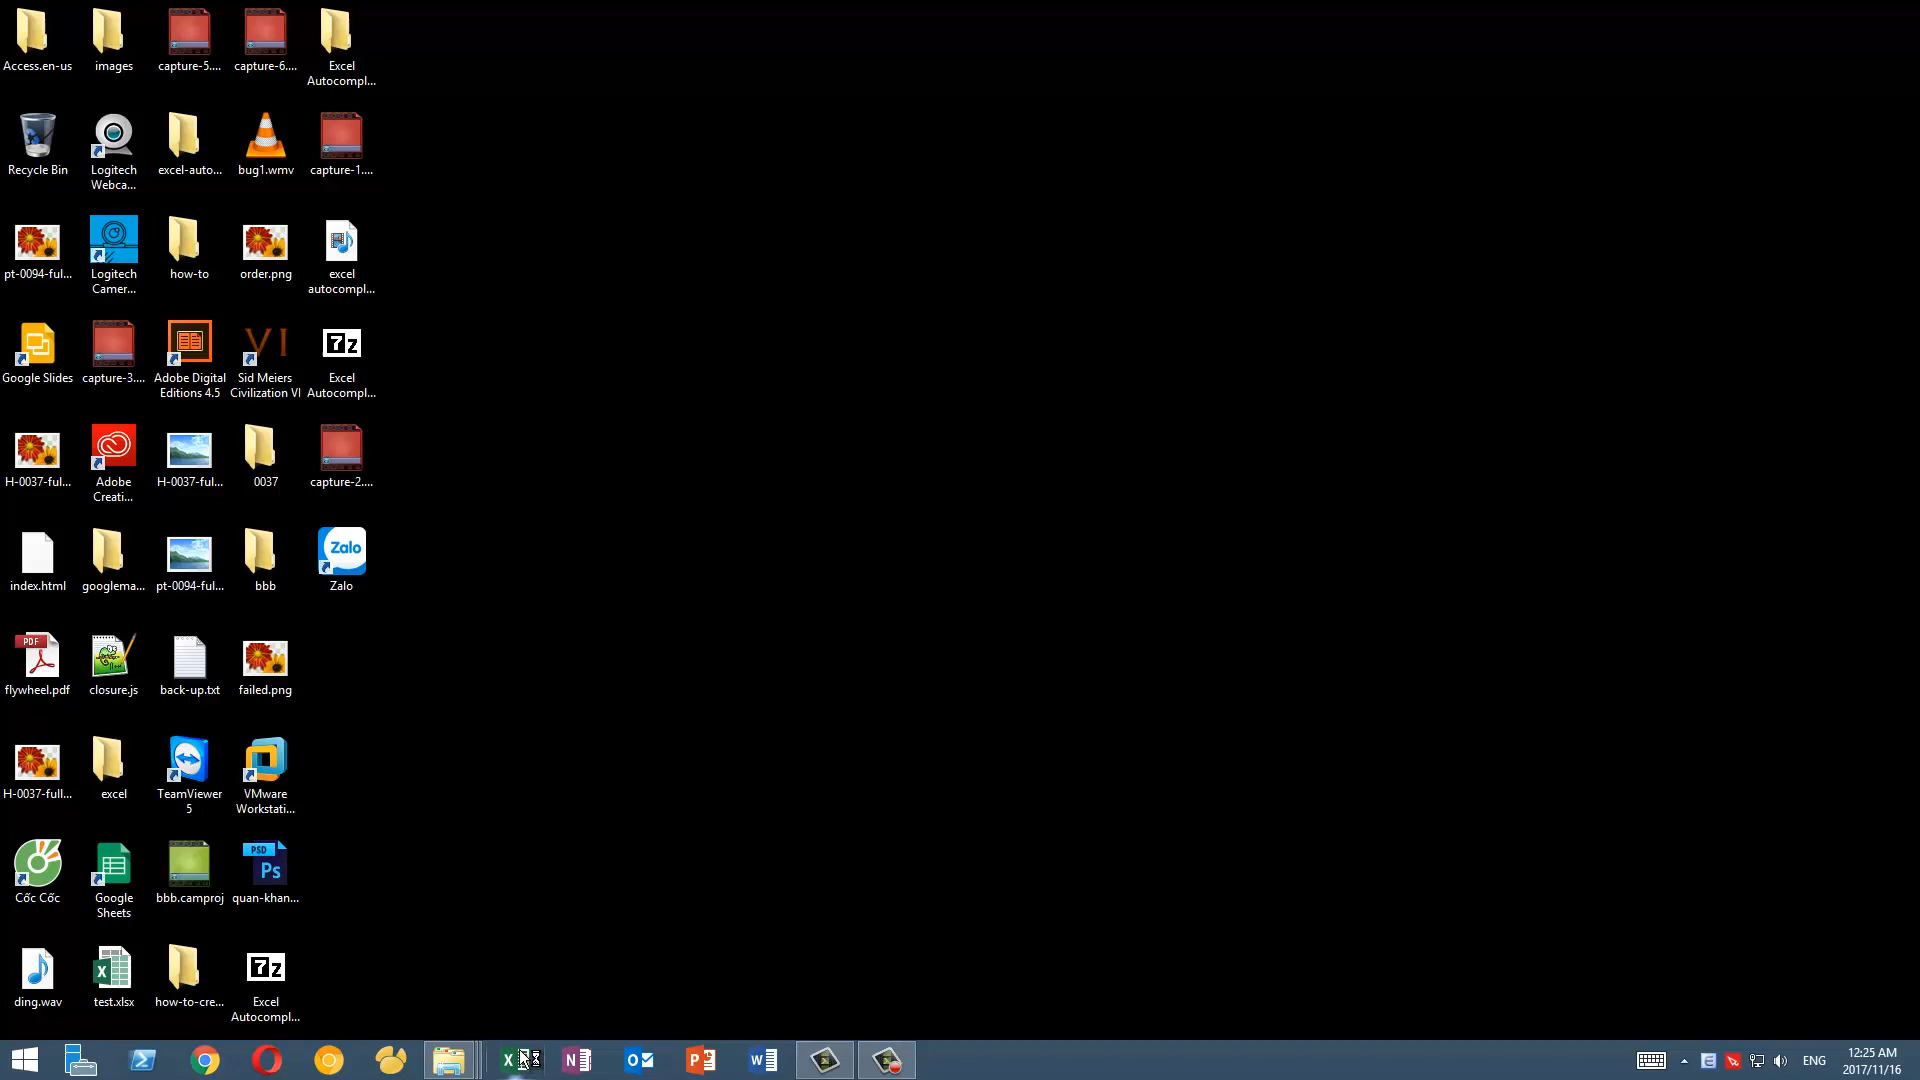 Access.en-us
images
capture-5....
capture-6....
Excel
Autocompl...
Recycle Bin
Logitech
Webca...
excel-auto...
bug1.wmv
capture-1....
pt-0094-ful...
Logitech
Camer...
how-to
order.png
excel
autocompl...
Google Slides
capture-3....
Adobe Digital
Editions 4.5
VI
Sid Meiers
Civilization VI
7z
Excel
Autocompl...
H-0037-ful...
Adobe
Creati...
H-0037-ful...
0037
capture-2....
index.html
googlema...
pt-0094-ful...
bbb
Zalo
Zalo
PDF
flywheel.pdf
closure.js
back-up.txt
failed.png
H-0037-full...
excel
TeamViewer
5
VMware
Workstati...
Cốc Cốc
Google
Sheets
bbb.camproj
PSD
Ps
quan-khan...
ding.wav
test.xlsx
how-to-cre...
7z
Excel
Autocompl...
ENG
12:25 AM
2017/11/16